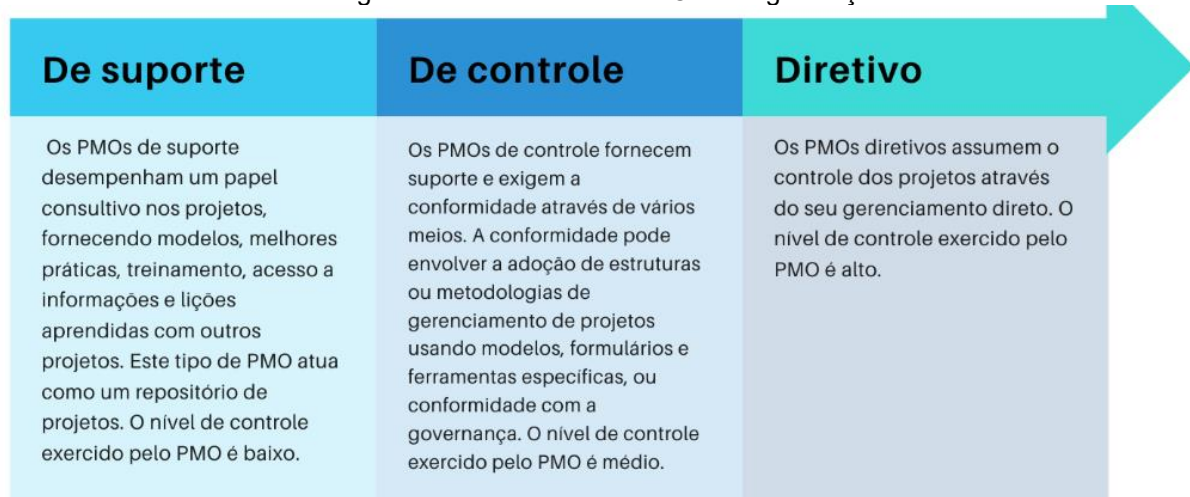 De suporte
Os PMOs de suporte
desempenham um papel
consultivo nos projetos,
fornecendo modelos, melhores
práticas, treinamento, acesso a
informações e lições
aprendidas com outros
projetos. Este tipo de PMO atua
como um repositório de
projetos. O nível de controle
exercido pelo PMO é baixo.
De controle
Os PMOs de controle fornecem
suporte e exigem a
conformidade através de vários
meios. A conformidade pode
envolver a adoção de estruturas
ou metodologias de
gerenciamento de projetos
usando modelos, formulários e
ferramentas específicas, ou
conformidade com a
governança. O nível de controle
exercido pelo PMO é médio.
Diretivo
Os PMOs diretivos assumem o
controle dos projetos através
do seu gerenciamento direto. O
nível de controle exercido pelo
PMO é alto.